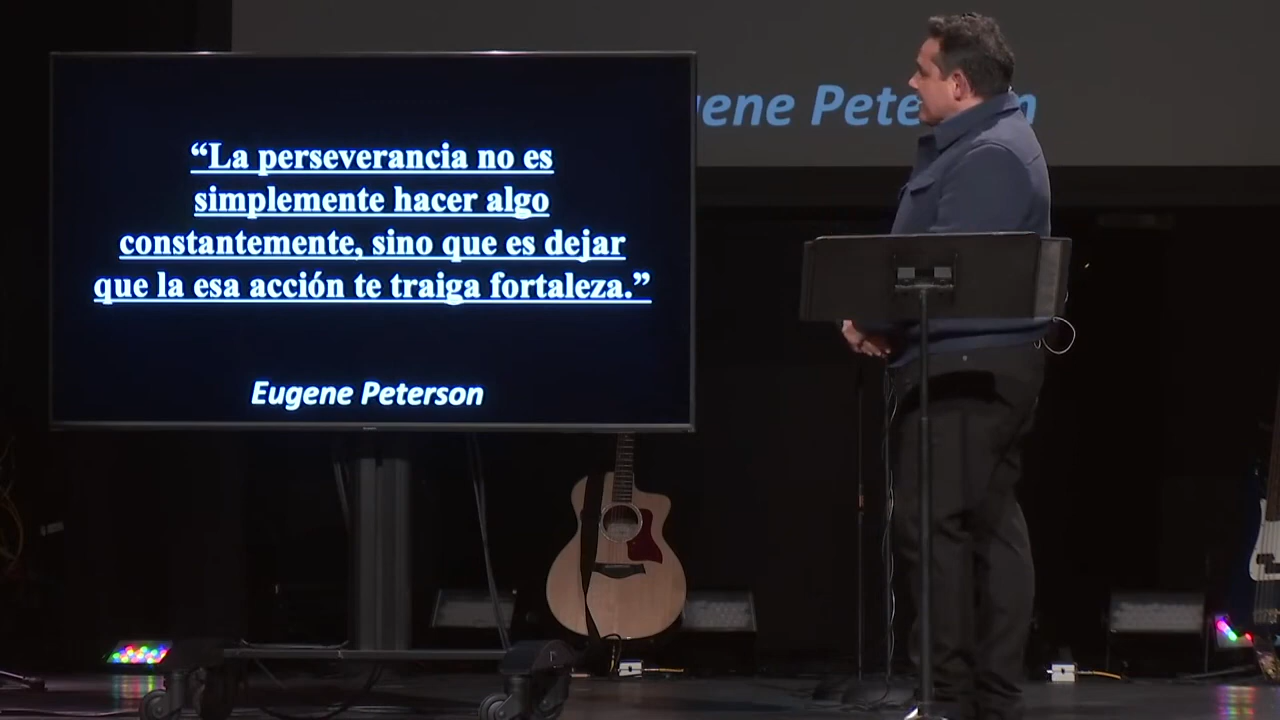 “La perseverancia no es
simplemente hacer algo
constantemente, sino que es dejar
que la esa acción te traiga fortaleza.”
Eugene Peterson
ene Pete